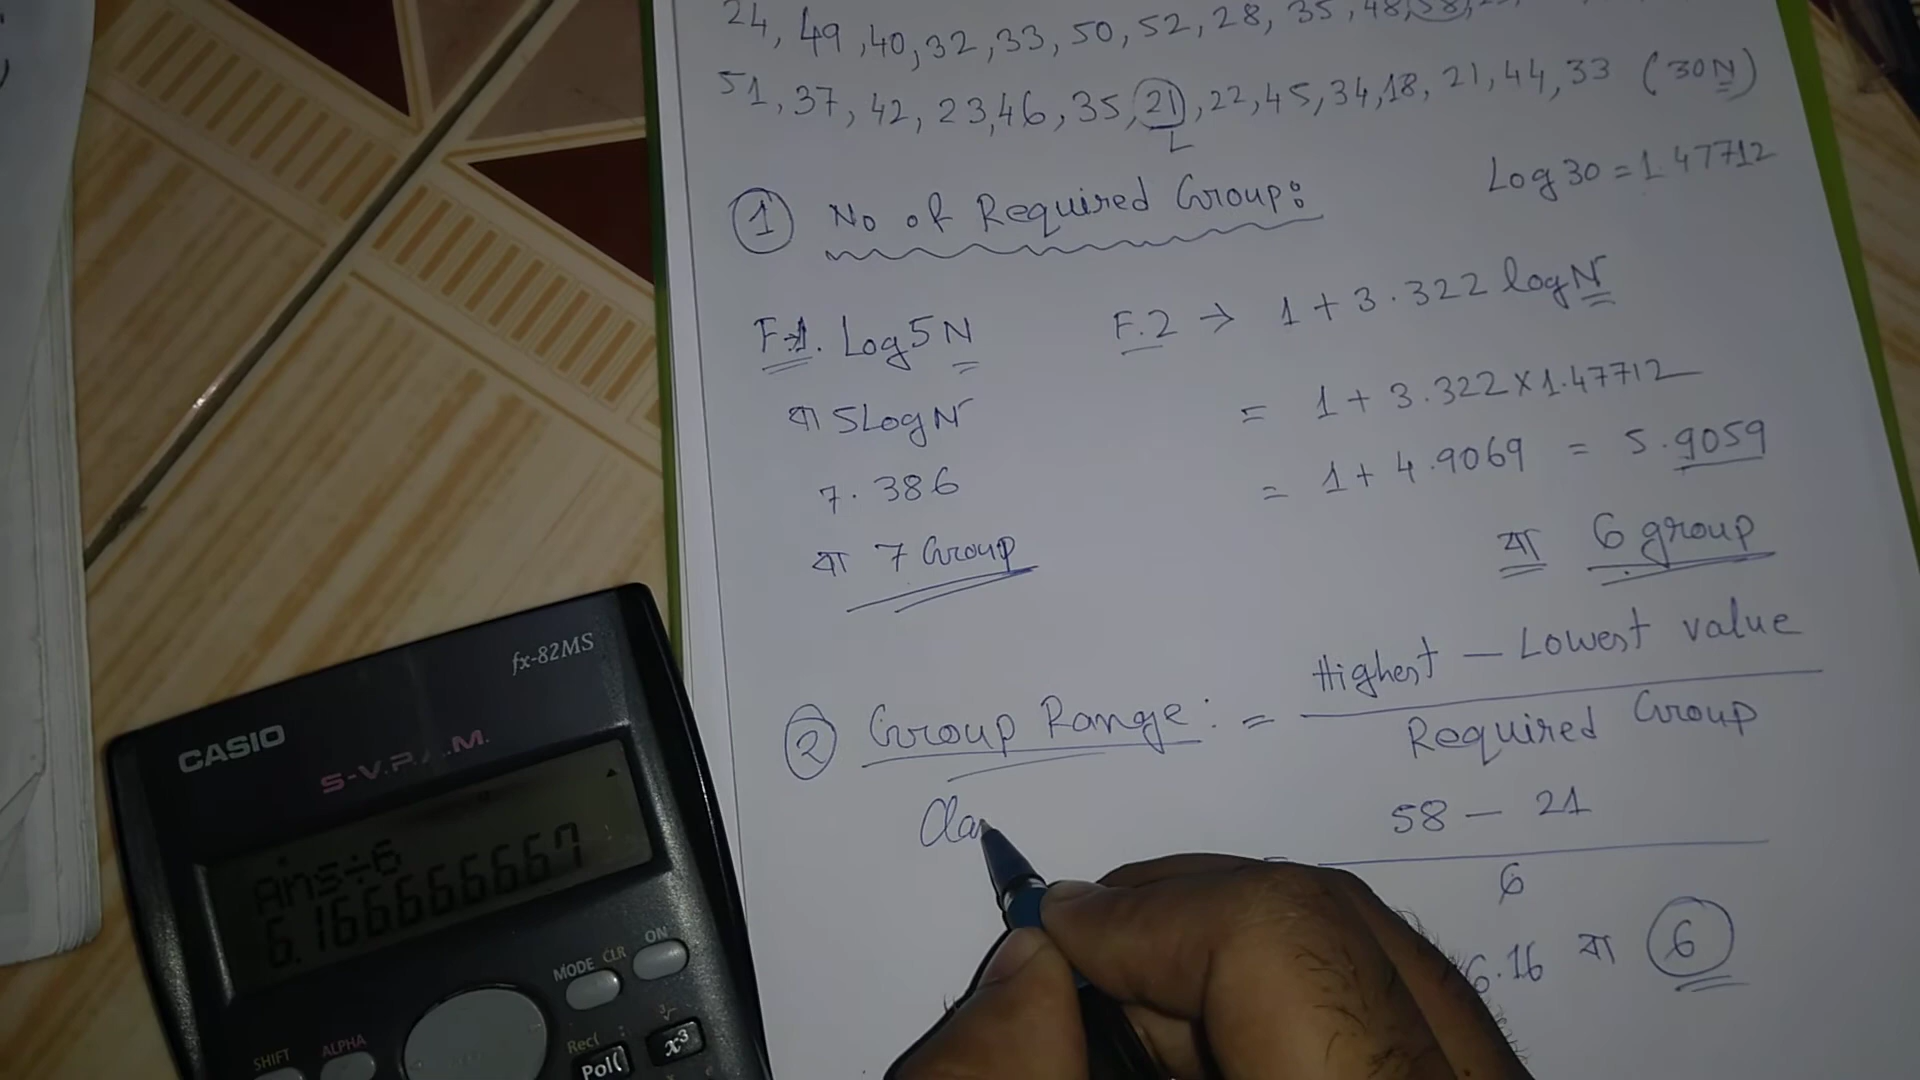 24, 49, 40, 32, 33, 50, 52, 28, 35, 48, 58,
51, 37, 42, 23, 46, 35, 21, 22, 45, 34, 18, 21, 44, 33 (30N)
L
Log 30 = 1.47712
① No of Required Group:
F.1. Log 5 N
বা 5 Log N
7.386
বা 7 Group
F.2 → 1 + 3.322 log N
= 1 + 3.322 X 1.47712
= 1 + 4.9069 = 5.9059
বা 6 group
② Group Range: = Highest — Lowest value
Required Group
58 — 21
6
6.16 বা 6
Cla
CASIO
fx-82MS
S-V.P.A.M.
Ans÷6
6.166666667
MODE CLR ON
SHIFT ALPHA
Rec(
Pol( x³